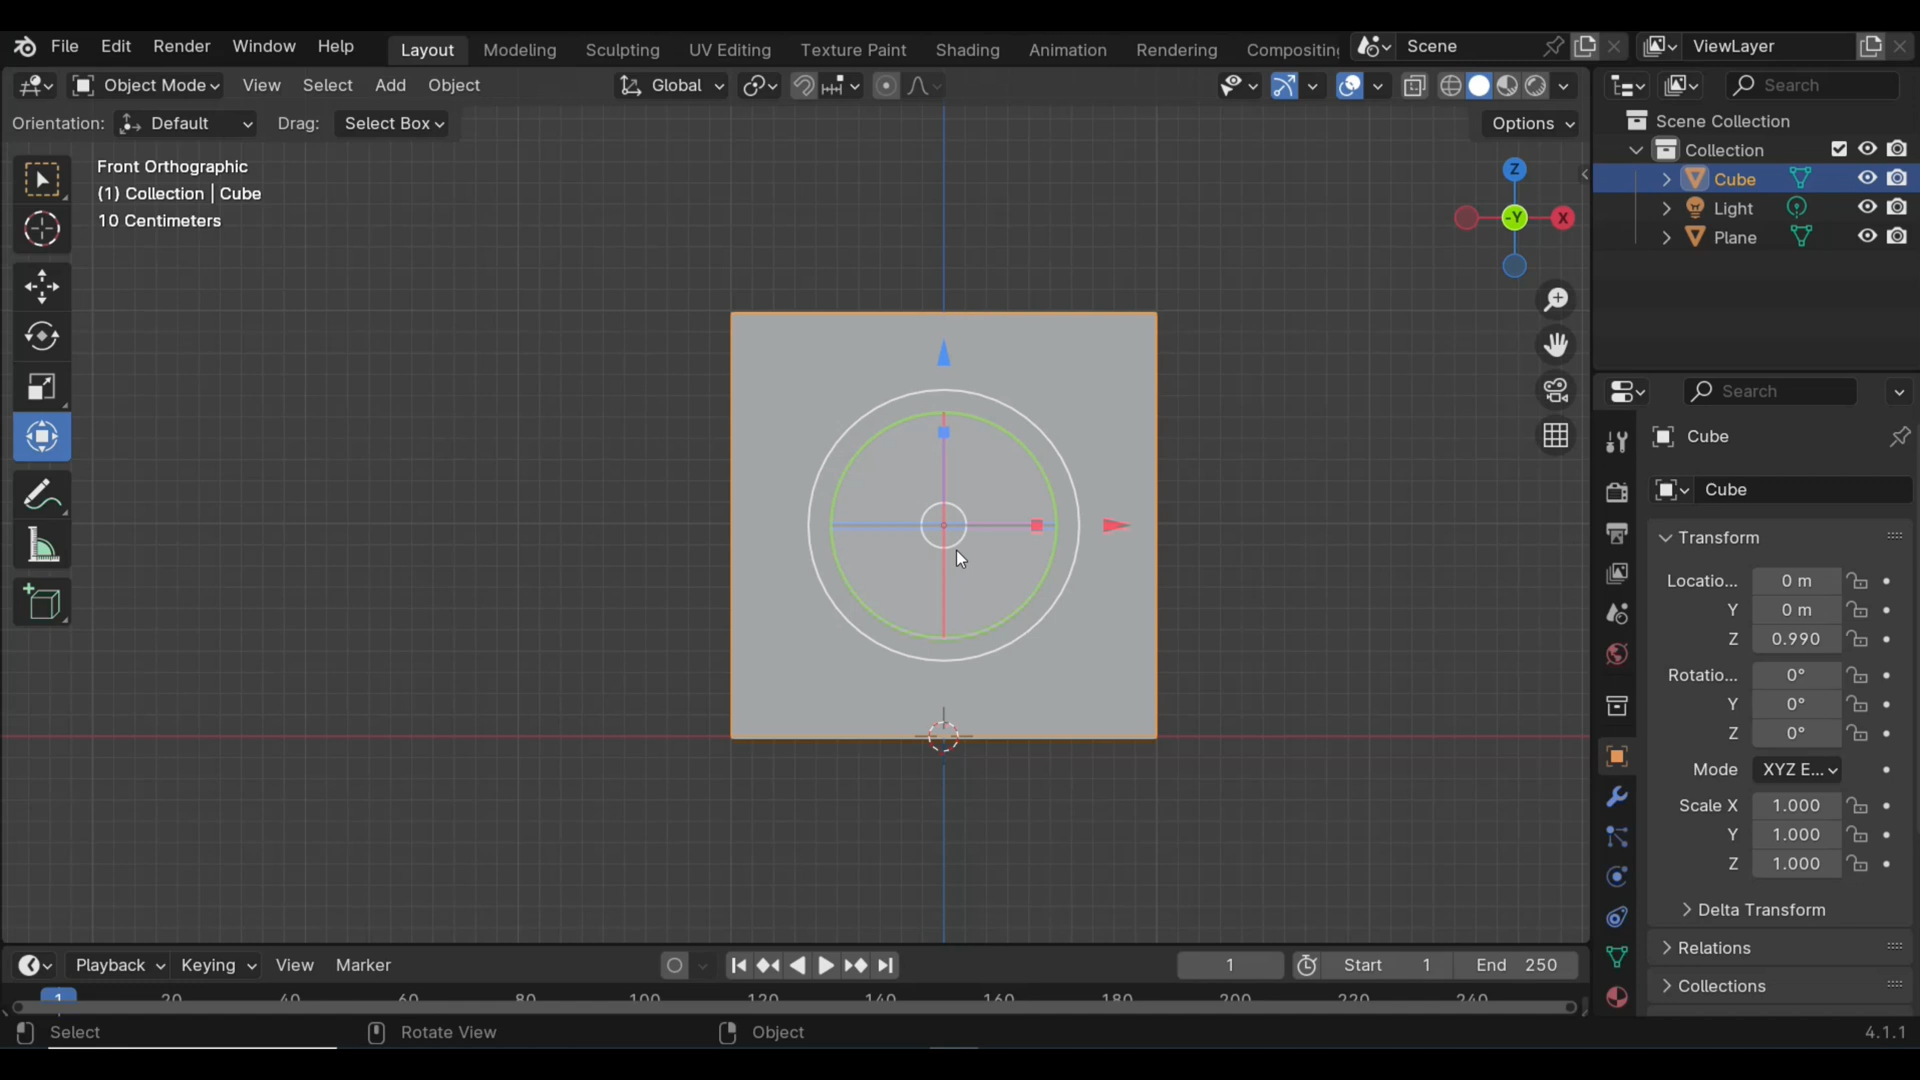 File Edit Render Window Help Layout Modeling Sculpting UV Editing Texture Paint Shading Animation Rendering Compositing Scene ViewLayer
Object Mode View Select Add Object Global Search
Orientation: Default Drag: Select Box Options Scene Collection
Front Orthographic
(1) Collection | Cube
10 Centimeters
Z
-Y X
Collection
Cube
Light
Plane
Search
Cube
Cube
Transform
Locatio... 0 m
Y 0 m
Z 0.990
Rotatio... 0°
Y 0°
Z 0°
Mode XYZ E...
Scale X 1.000
Y 1.000
Z 1.000
Delta Transform
Relations
Collections
Playback Keying View Marker 1 Start 1 End 250
1 20 40 60 80 100 120 140 160 180 200 220 240
Select Rotate View Object 4.1.1